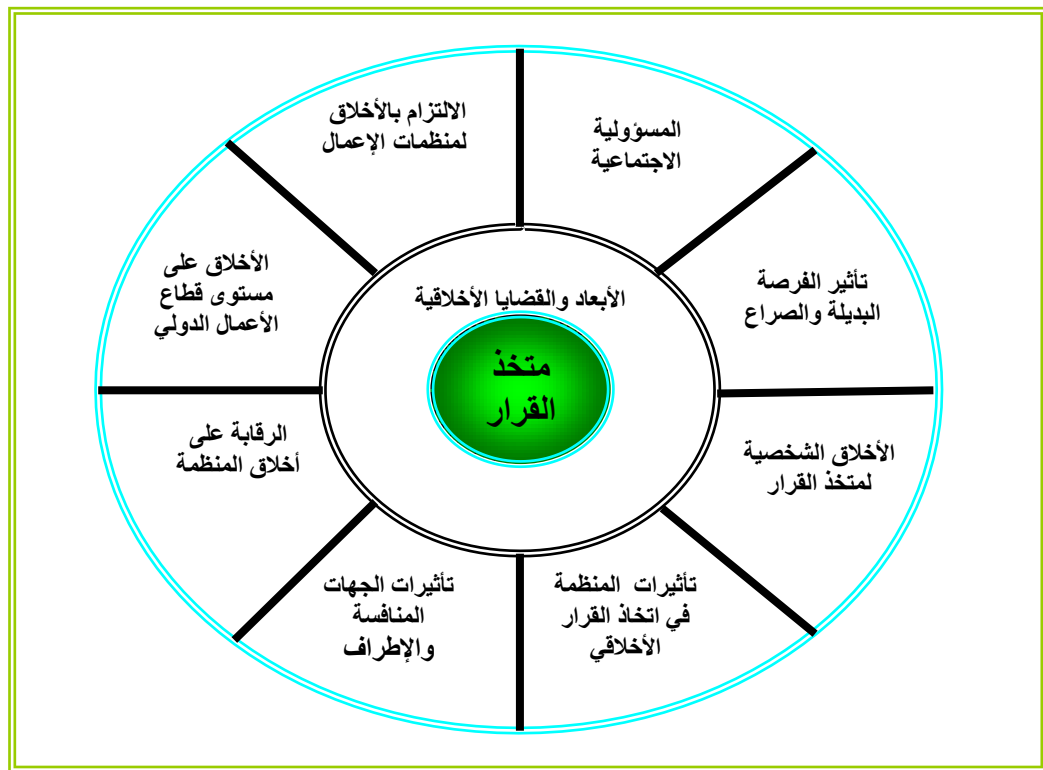 الالتزام بالأخلاق
لمنظمات الإعمال
المسؤولية
الاجتماعية
تأثير الفرصة
البديلة والصراع
الأخلاق الشخصية
لمتخذ القرار
تأثيرات المنظمة
في اتخاذ القرار
الأخلاقي
تأثيرات الجهات
المنافسة
والإطراف
الرقابة على
أخلاق المنظمة
الأخلاق على
مستوى قطاع
الأعمال الدولي
الأبعاد والقضايا الأخلاقية
متخذ
القرار